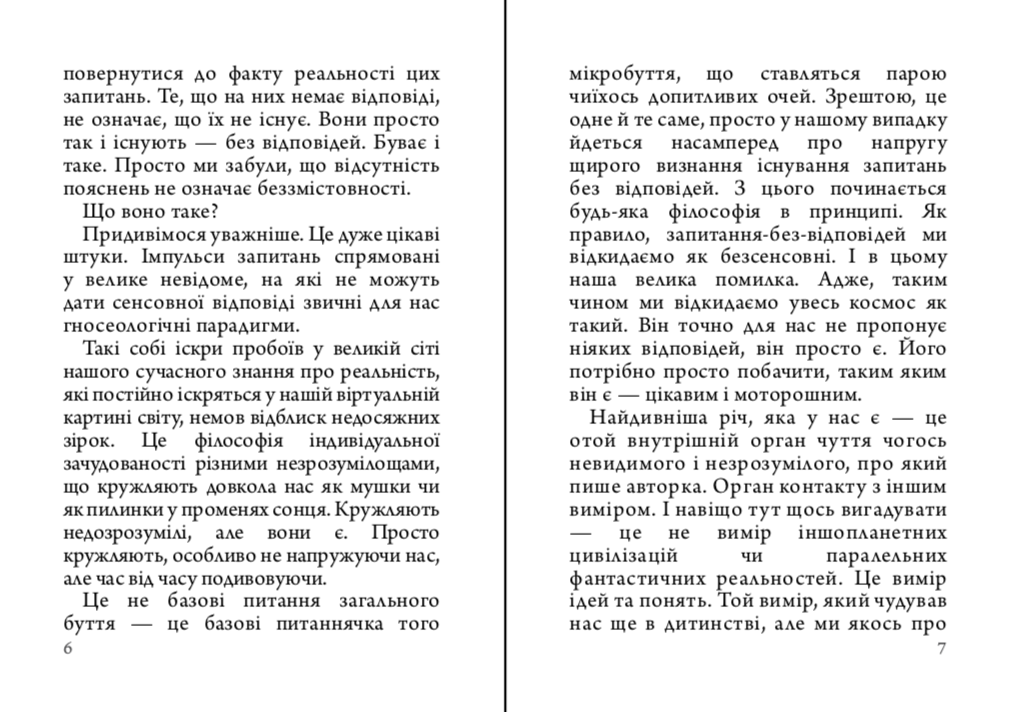 повернутися до факту реальності цих
запитань. Те, що на них немає відповіді,
не означає, що їх не існує. Вони просто
так і існують — без відповідей. Буває і
таке. Просто ми забули, що відсутність
пояснень не означає беззмістовності.
Що воно таке?
Придивімося уважніше. Це дуже цікаві
штуки. Імпульси запитань спрямовані
у велике невідоме, на які не можуть
дати сенсовної відповіді звичні для нас
гносеологічні парадигми.
Такі собі іскри пробоїв у великій сіті
нашого сучасного знання про реальність,
які постійно іскряться у нашій віртуальній
картині світу, немов відблиск недосяжних
зірок. Це філософія індивідуальної
зачудованості різними незрозумілощами,
що кружляють довкола нас як мушки чи
як пилинки у променях сонця. Кружляють
недозрозумілі, але вони є. Просто
кружляють, особливо не напружуючи нас,
але час від часу подивовуючи.
Це не базові питання загального
буття — це базові питаннячка того
6
мікробуття, що ставляться парою
чиїхось допитливих очей. Зрештою, це
одне й те саме, просто у нашому випадку
йдеться насамперед про напругу
щирого визнання існування запитань
без відповідей. З цього починається
будь-яка філософія в принципі. Як
правило, запитання-без-відповідей ми
відкидаємо як безсенсовні. І в цьому
наша велика помилка. Адже, таким
чином ми відкидаємо увесь космос як
такий. Він точно для нас не пропонує
ніяких відповідей, він просто є. Його
потрібно просто побачити, таким яким
він є — цікавим і моторошним.
Найдивніша річ, яка у нас є — це
отой внутрішній орган чуття чогось
невидимого і незрозумілого, про який
пише авторка. Орган контакту з іншим
виміром. І навіщо тут щось вигадувати
— це не вимір іншопланетних
цивілізацій чи паралельних
фантастичних реальностей. Це вимір
ідей та понять. Той вимір, який чудував
нас ще в дитинстві, але ми якось про
7